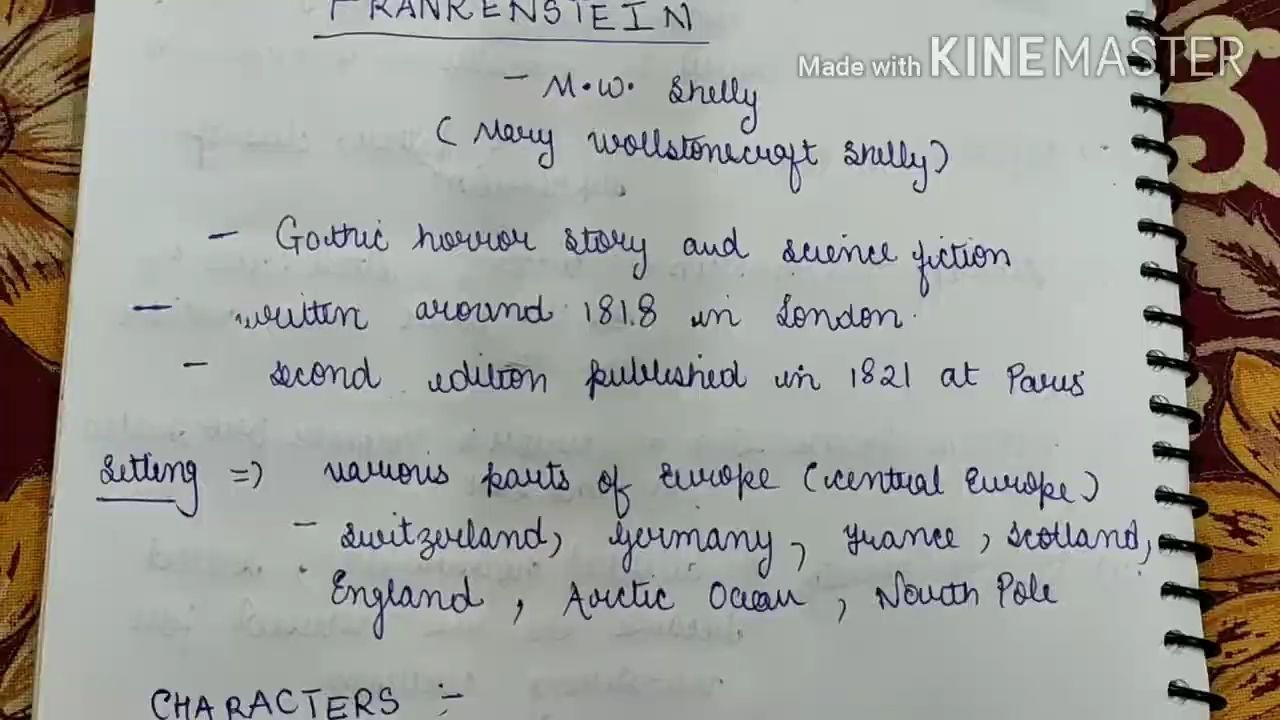 FRANKENSTEIN
Made with KINEMASTER
- M.W. Shelly
(Mary Wollstonecraft Shelly)
- Gothic horror story and science fiction
- written around 1818 in London.
- second edition published in 1821 at Paris
Setting => various parts of Europe (central Europe)
- Switzerland, Germany, France, Scotland,
England, Arctic Ocean, North Pole
CHARACTERS :-